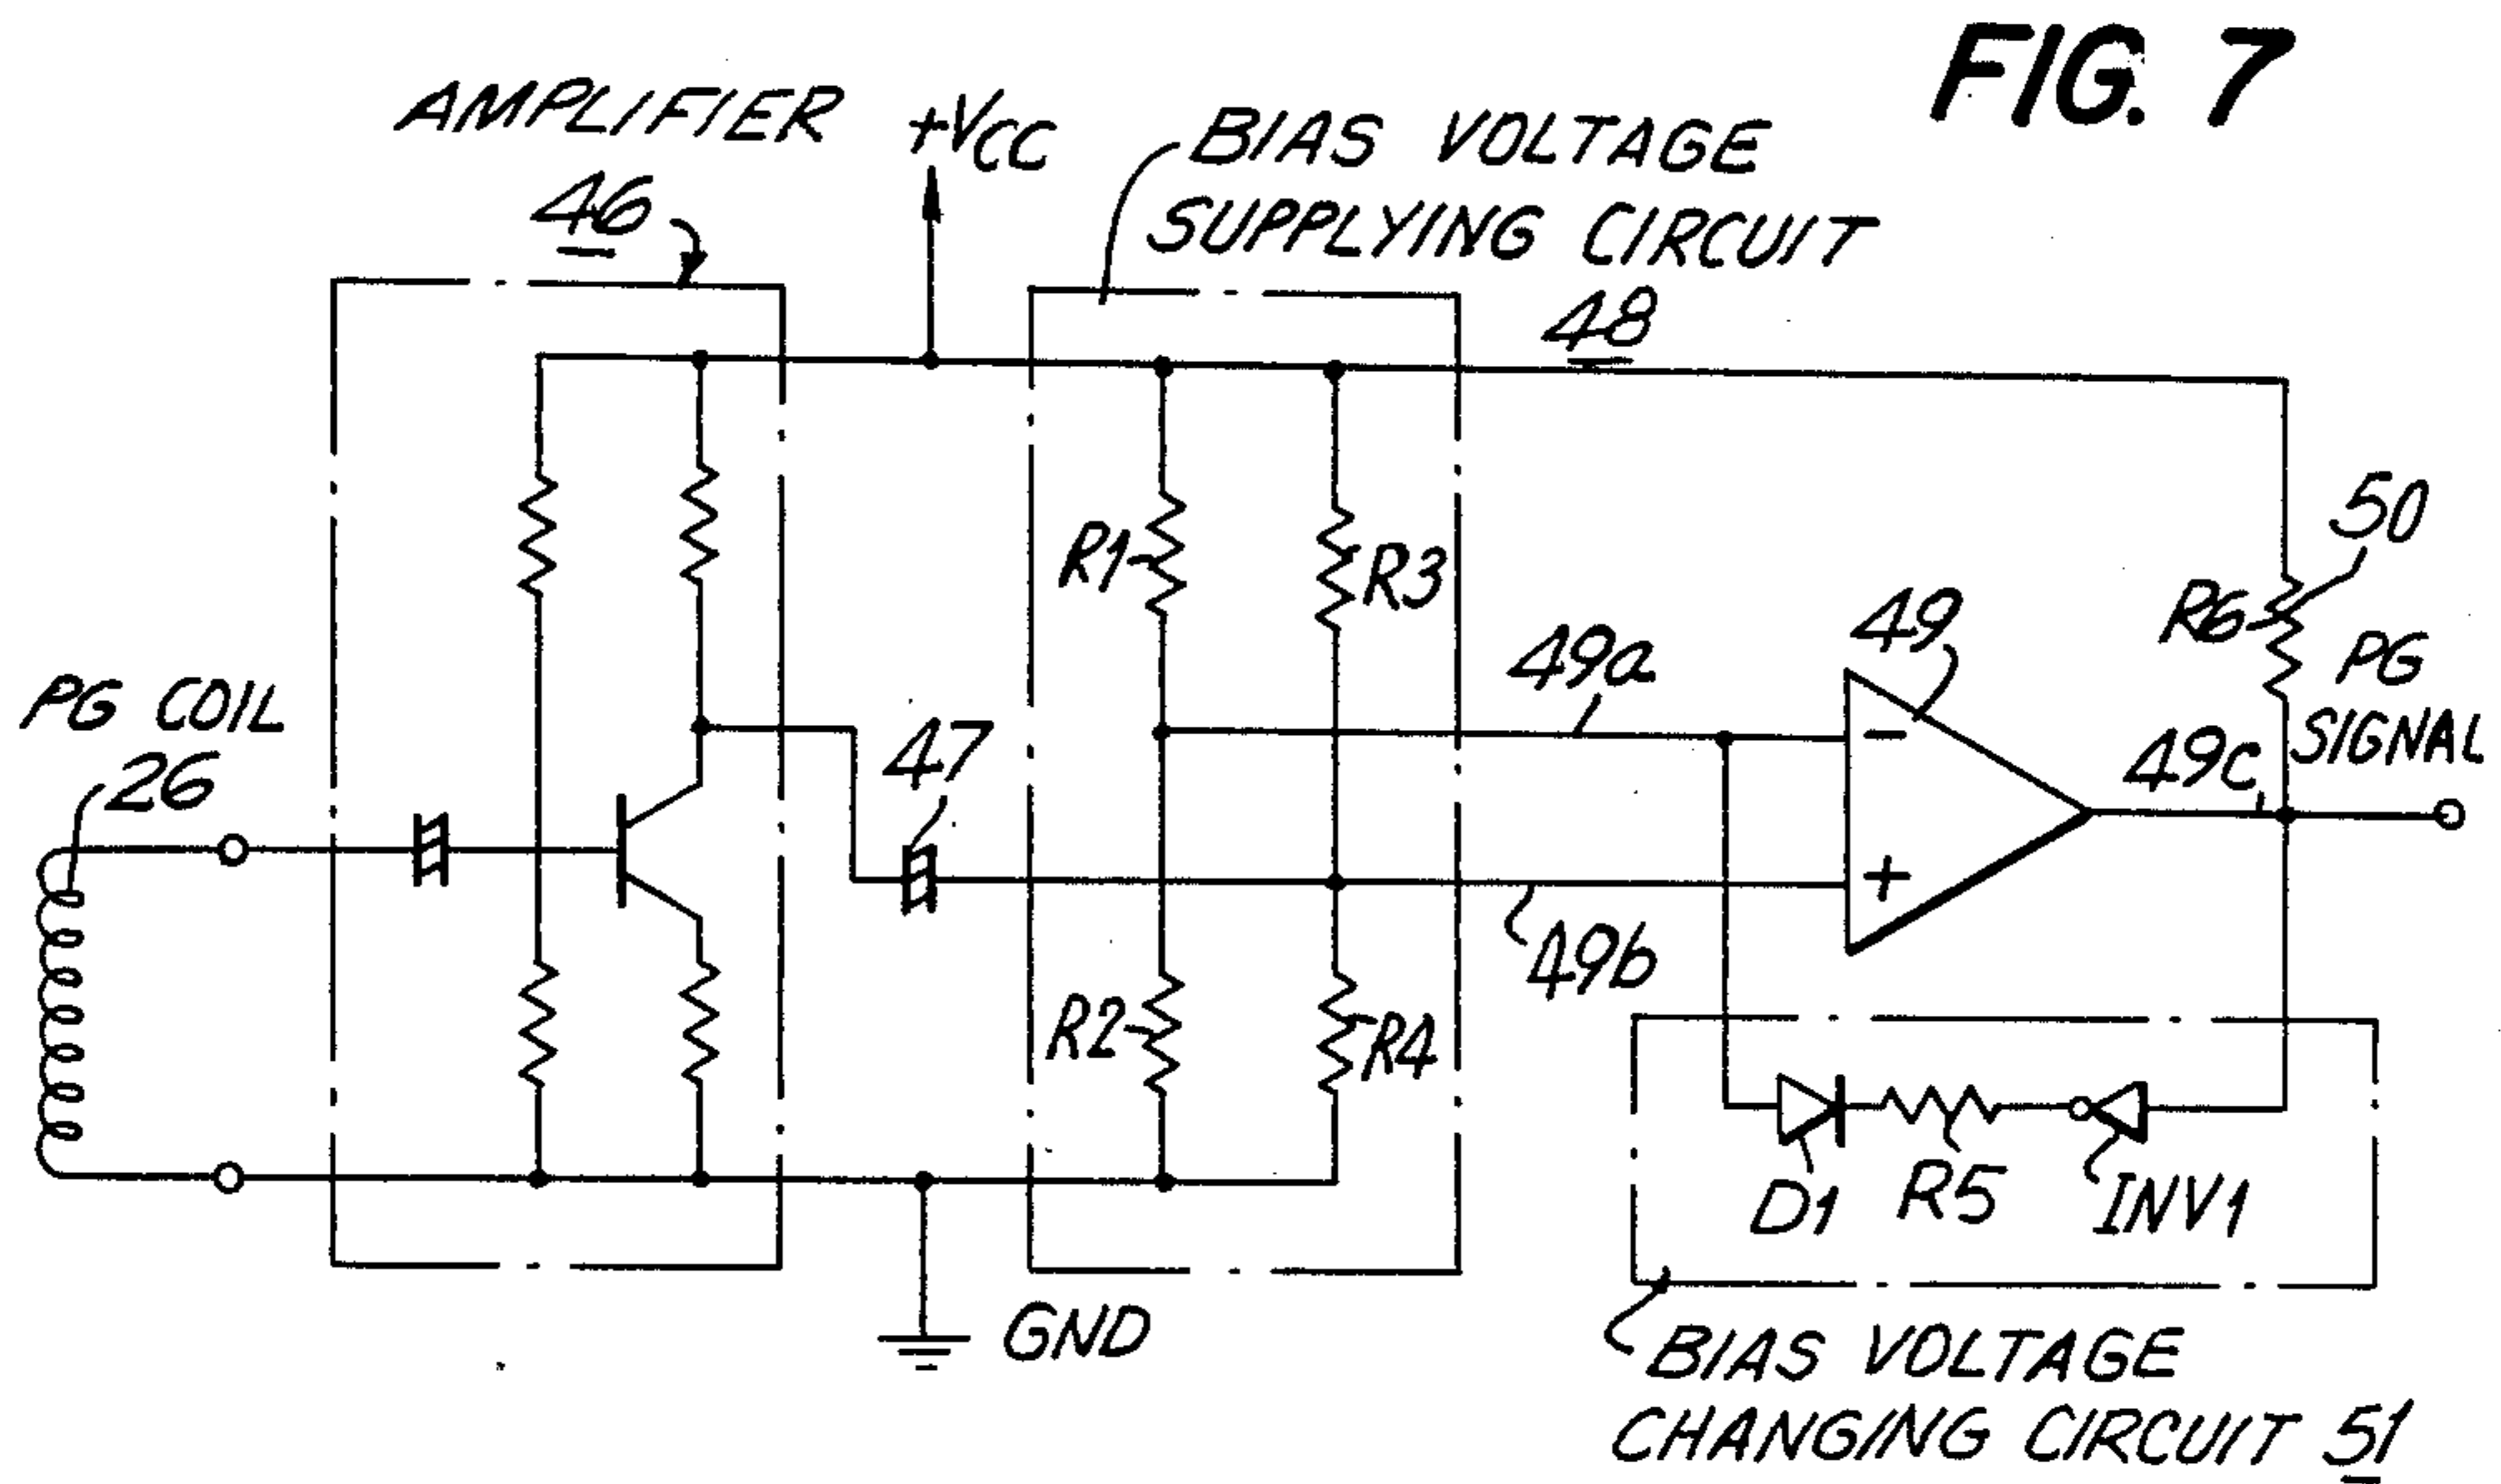 FIG. 7
AMPLIFIER
46
+VCC
BIAS VOLTAGE
SUPPLYING CIRCUIT
48
R1
R3
50
R6
49
49a
PG
SIGNAL
49c
PG COIL
26
47
-
+
49b
R2
R4
D1
R5
INV1
GND
BIAS VOLTAGE
CHANGING CIRCUIT 51